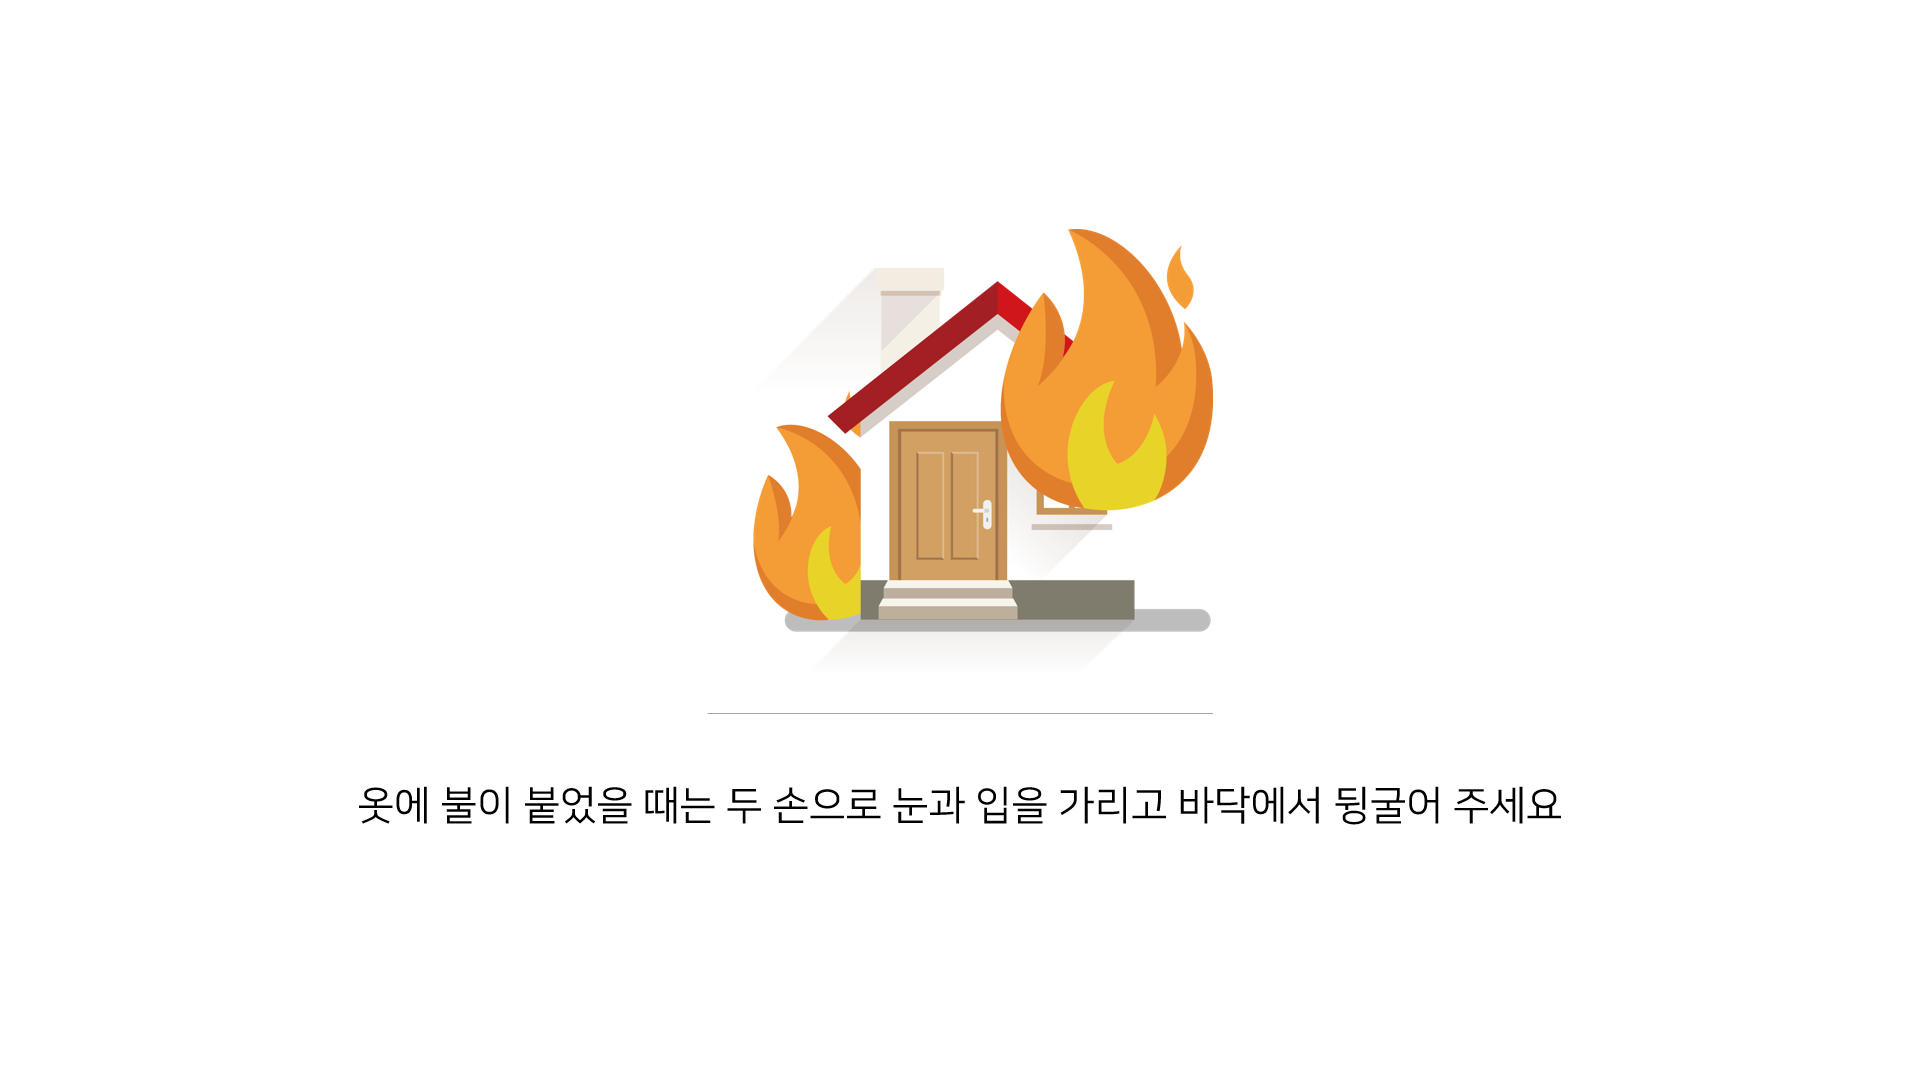 옷에 불이 붙었을 때는 두 손으로 눈과 입을 가리고 바닥에서 뒹굴어 주세요